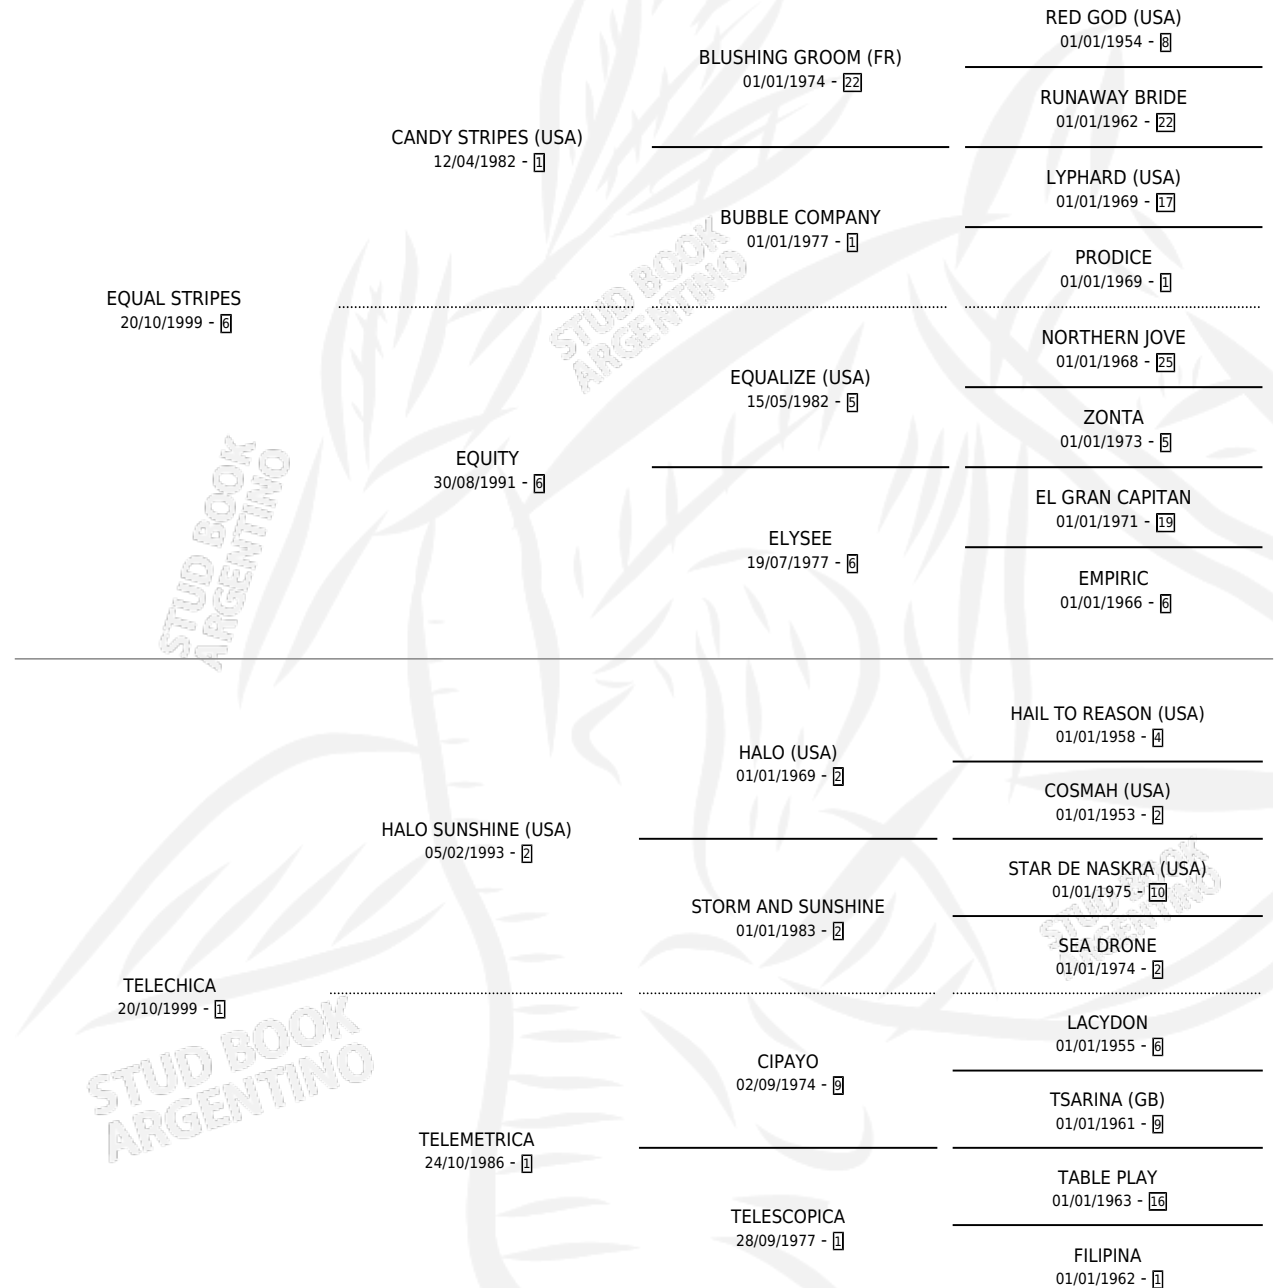 EQUAL STRIPES
20/10/1999 - 6
CANDY STRIPES (USA)
12/04/1982 - 1
BLUSHING GROOM (FR)
01/01/1974 - 22
RED GOD (USA)
01/01/1954 - 8
RUNAWAY BRIDE
01/01/1962 - 22
BUBBLE COMPANY
01/01/1977 - 1
LYPHARD (USA)
01/01/1969 - 17
PRODICE
01/01/1969 - 1
EQUITY
30/08/1991 - 6
EQUALIZE (USA)
15/05/1982 - 5
NORTHERN JOVE
01/01/1968 - 25
ZONTA
01/01/1973 - 5
ELYSEE
19/07/1977 - 6
EL GRAN CAPITAN
01/01/1971 - 19
EMPIRIC
01/01/1966 - 6
TELECHICA
20/10/1999 - 1
HALO SUNSHINE (USA)
05/02/1993 - 2
HALO (USA)
01/01/1969 - 2
HAIL TO REASON (USA)
01/01/1958 - 4
COSMAH (USA)
01/01/1953 - 2
STORM AND SUNSHINE
01/01/1983 - 2
STAR DE NASKRA (USA)
01/01/1975 - 10
SEA DRONE
01/01/1974 - 2
TELEMETRICA
24/10/1986 - 1
CIPAYO
02/09/1974 - 9
LACYDON
01/01/1955 - 6
TSARINA (GB)
01/01/1961 - 9
TELESCOPICA
28/09/1977 - 1
TABLE PLAY
01/01/1963 - 16
FILIPINA
01/01/1962 - 1
STUD BOOK
ARGENTINO
STUD BOOK
ARGENTINO
STUD BOOK
ARGENTINO
STUD BOOK
ARGENTINO